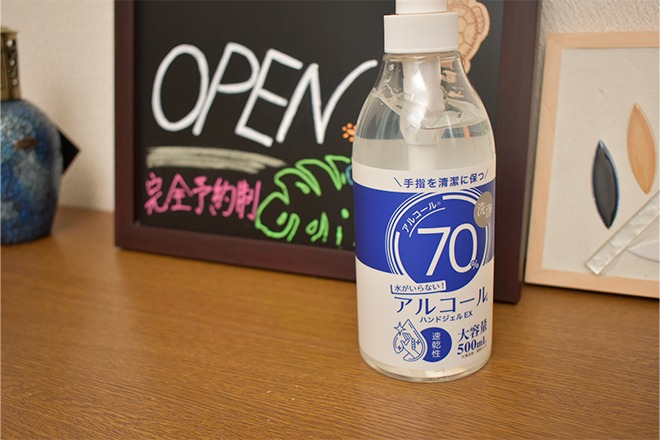 OPEN
完全予約制
\手指を清潔に保つ/
アルコール※
70%
洗浄
水がいらない!
アルコール
ハンドジェルEX
速乾性
大容量
500mL